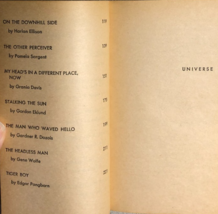 ON THE DOWNHILL SIDE
by Harlan Ellison
THE OTHER PERCEIVER
by Pamela Sargent
MY HEAD'S IN A DIFFERENT PLACE,
NOW
by Grania Davis
STALKING THE SUN
by Gordon Eklund
THE MAN WHO WAVED HELLO
by Gardner R. Dozois
THE HEADLESS MAN
by Gene Wolfe
TIGER BOY
by Edgar Pangborn
UNIVERSE